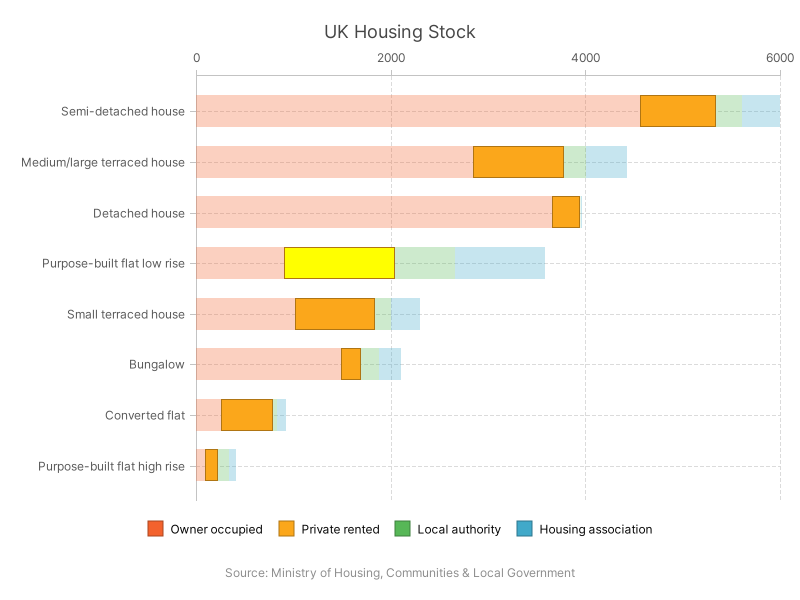 UK Housing Stock
0 2000 4000 6000
Semi-detached house
Medium/large terraced house
Detached house
Purpose-built flat low rise
Small terraced house
Bungalow
Converted flat
Purpose-built flat high rise
Owner occupied Private rented Local authority Housing association
Source: Ministry of Housing, Communities & Local Government